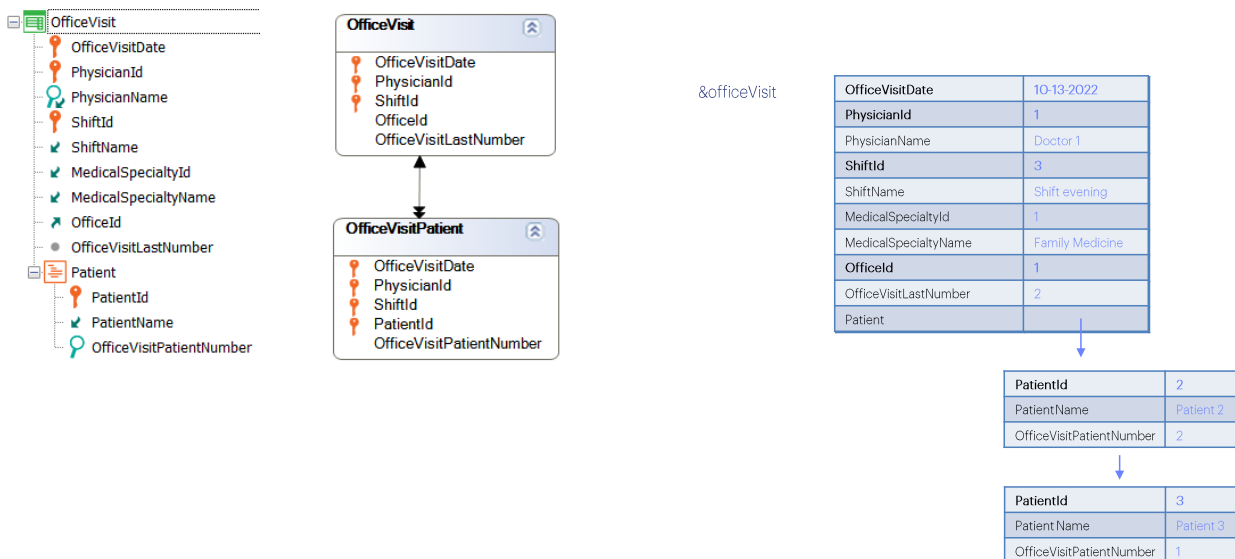 OfficeVisit
OfficeVisitDate
PhysicianId
PhysicianName
ShiftId
ShiftName
MedicalSpecialtyId
MedicalSpecialtyName
OfficeId
OfficeVisitLastNumber
Patient
PatientId
PatientName
OfficeVisitPatientNumber
OfficeVisit
OfficeVisitDate
PhysicianId
ShiftId
OfficeId
OfficeVisitLastNumber
OfficeVisitPatient
OfficeVisitDate
PhysicianId
ShiftId
PatientId
OfficeVisitPatientNumber
&officeVisit
OfficeVisitDate 10-13-2022
PhysicianId 1
PhysicianName Doctor 1
ShiftId 3
ShiftName Shift evening
MedicalSpecialtyId 1
MedicalSpecialtyName Family Medicine
OfficeId 1
OfficeVisitLastNumber 2
Patient
PatientId 2
PatientName Patient 2
OfficeVisitPatientNumber 2
PatientId 3
Patient Name Patient 3
OfficeVisitPatientNumber 1